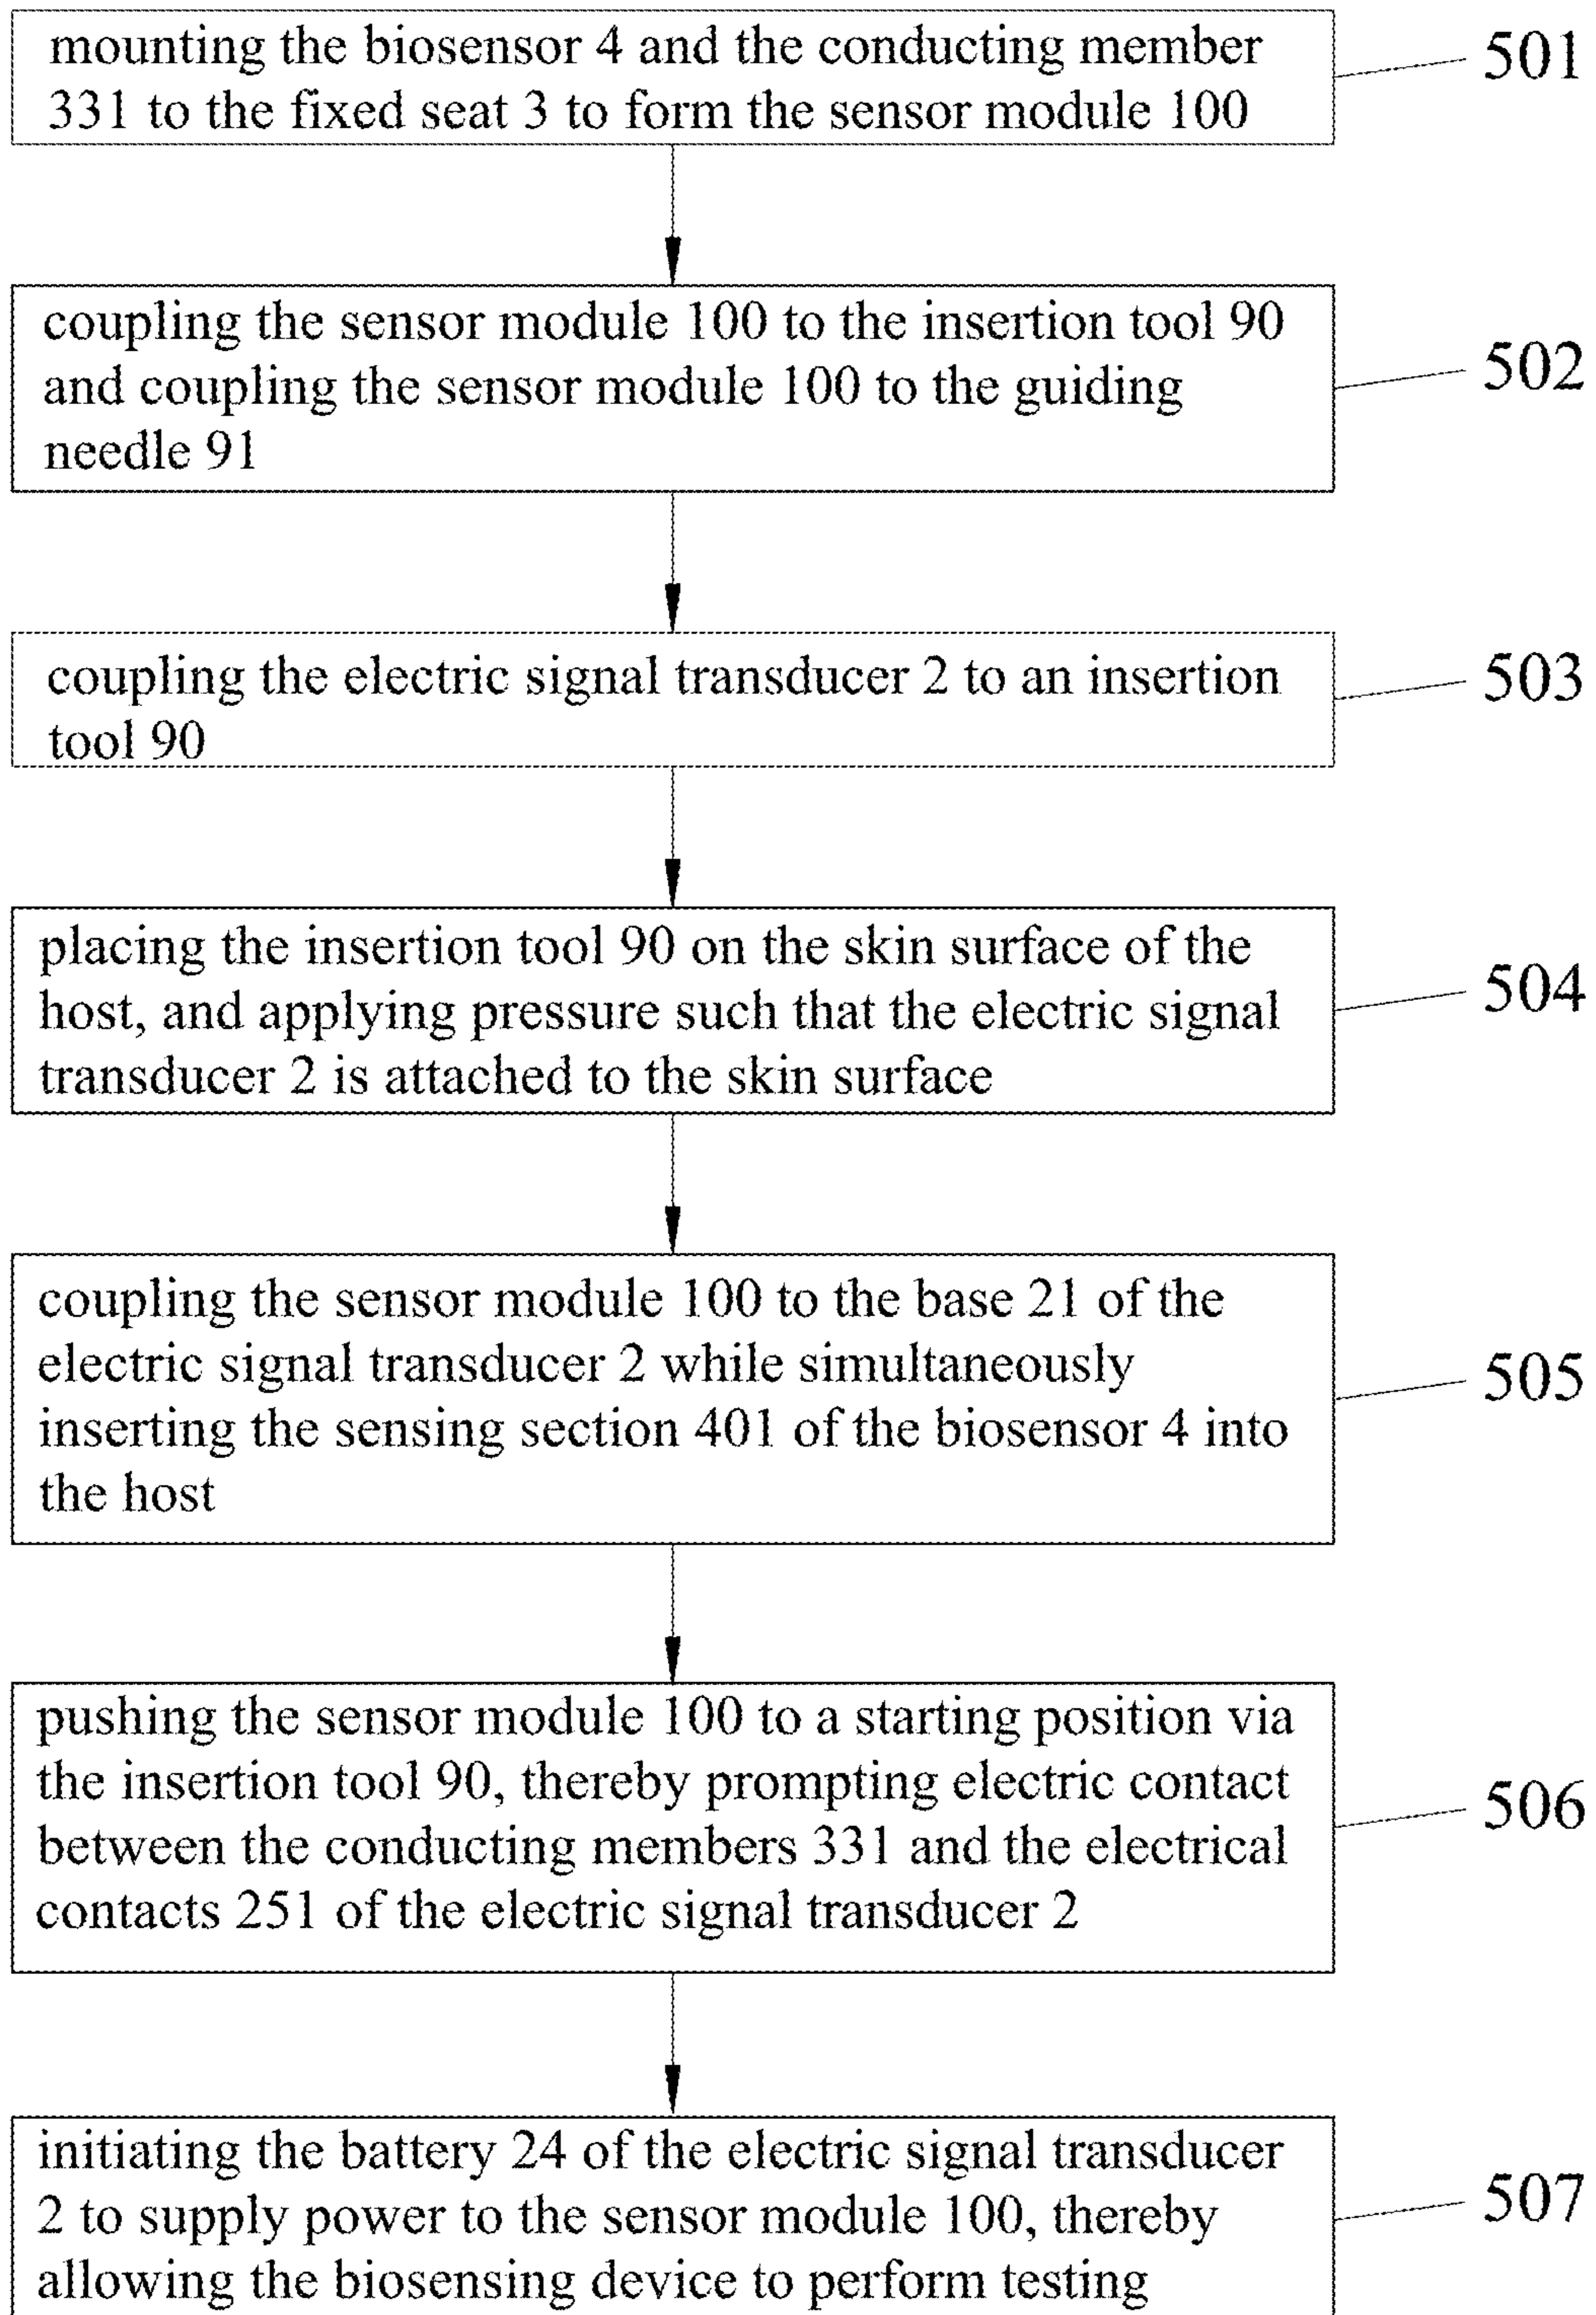 mounting the biosensor 4 and the conducting member
331 to the fixed seat 3 to form the sensor module 100
501
coupling the sensor module 100 to the insertion tool 90
and coupling the sensor module 100 to the guiding
needle 91
502
coupling the electric signal transducer 2 to an insertion
tool 90
503
placing the insertion tool 90 on the skin surface of the
host, and applying pressure such that the electric signal
transducer 2 is attached to the skin surface
504
coupling the sensor module 100 to the base 21 of the
electric signal transducer 2 while simultaneously
inserting the sensing section 401 of the biosensor 4 into
the host
505
pushing the sensor module 100 to a starting position via
the insertion tool 90, thereby prompting electric contact
between the conducting members 331 and the electrical
contacts 251 of the electric signal transducer 2
506
initiating the battery 24 of the electric signal transducer
2 to supply power to the sensor module 100, thereby
allowing the biosensing device to perform testing
507